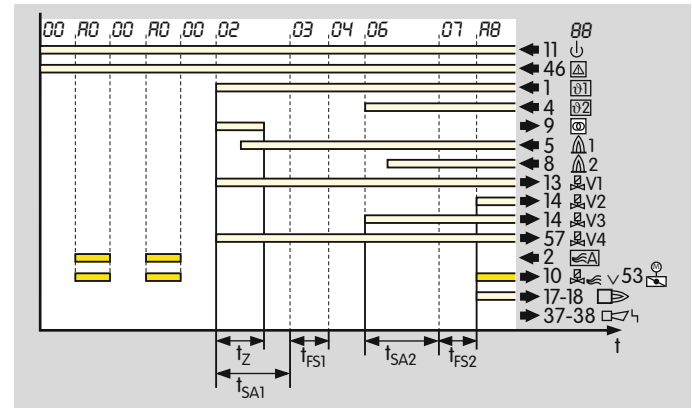 00 A0 00 A0 00 02 03 04 06 07 A8 88
11
46
1 ϑ1
4 ϑ2
9
5 1
8 2
13 V1
14 V2
14 V3
57 V4
2 A
10 53 M
17-18
37-38
tZ tFS1 tSA2 tFS2 t
tSA1